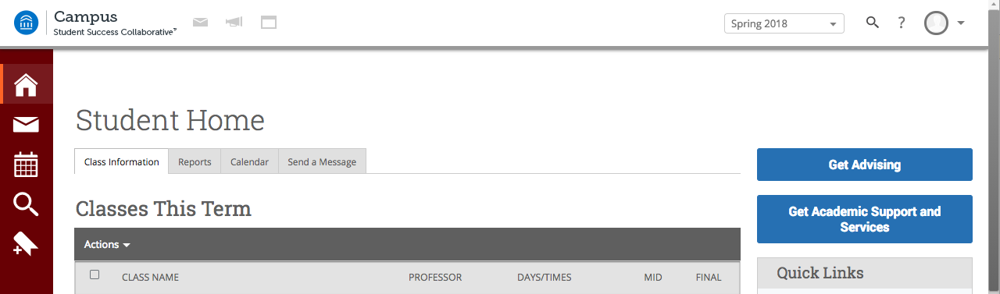 Campus
Student Success Collaborative™
Spring 2018
?
Student Home
Class Information Reports Calendar Send a Message
Get Advising
Classes This Term
Get Academic Support and
Services
Actions
CLASS NAME PROFESSOR DAYS/TIMES MID FINAL
Quick Links